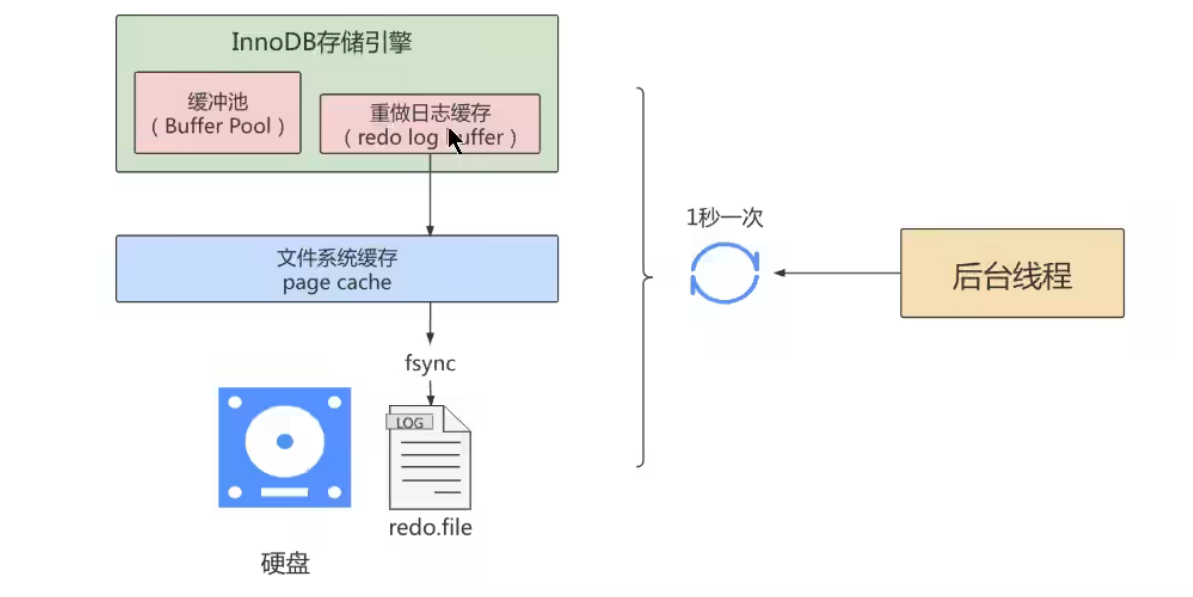 InnoDB存储引擎
缓冲池
（ Buffer Pool ）
重做日志缓存
（ redo log buffer ）
文件系统缓存
page cache
fsync
LOG
redo.file
硬盘
1秒一次
后台线程